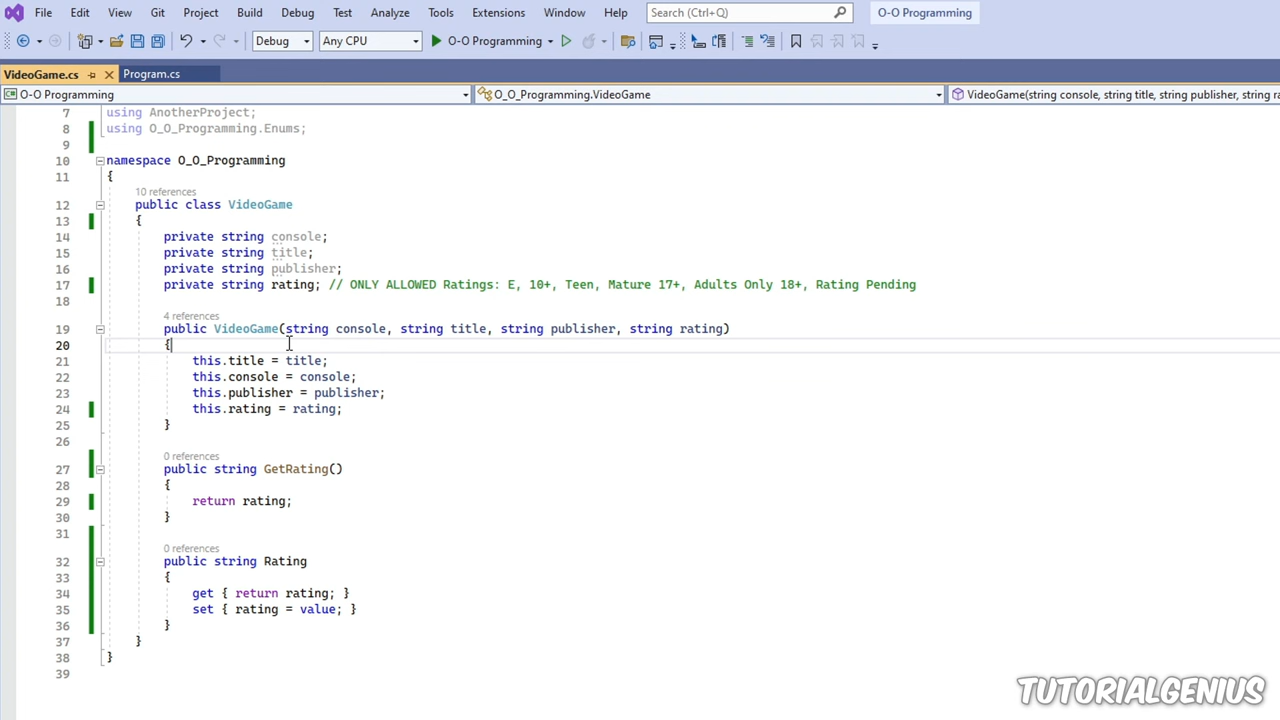 File Edit View Git Project Build Debug Test Analyze Tools Extensions Window Help Search (Ctrl+Q) O-O Programming
Debug Any CPU O-O Programming
VideoGame.cs Program.cs
O-O Programming O_O_Programming.VideoGame VideoGame(string console, string title, string publisher, string ra
7 using AnotherProject;
8 using O_O_Programming.Enums;
9
10 namespace O_O_Programming
11 {
10 references
12 public class VideoGame
13 {
14 private string console;
15 private string title;
16 private string publisher;
17 private string rating; // ONLY ALLOWED Ratings: E, 10+, Teen, Mature 17+, Adults Only 18+, Rating Pending
18
4 references
19 public VideoGame(string console, string title, string publisher, string rating)
20 {
21 this.title = title;
22 this.console = console;
23 this.publisher = publisher;
24 this.rating = rating;
25 }
26
0 references
27 public string GetRating()
28 {
29 return rating;
30 }
31
0 references
32 public string Rating
33 {
34 get { return rating; }
35 set { rating = value; }
36 }
37 }
38 }
39
TUTORIALGENIUS